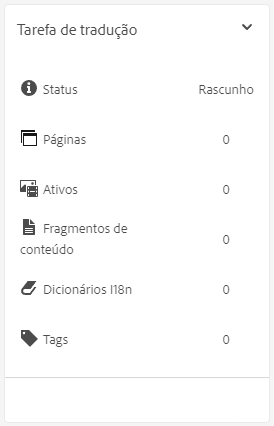 Tarefa de tradução
Status Rascunho
Páginas 0
Ativos 0
Fragmentos de
conteúdo 0
Dicionários I18n 0
Tags 0